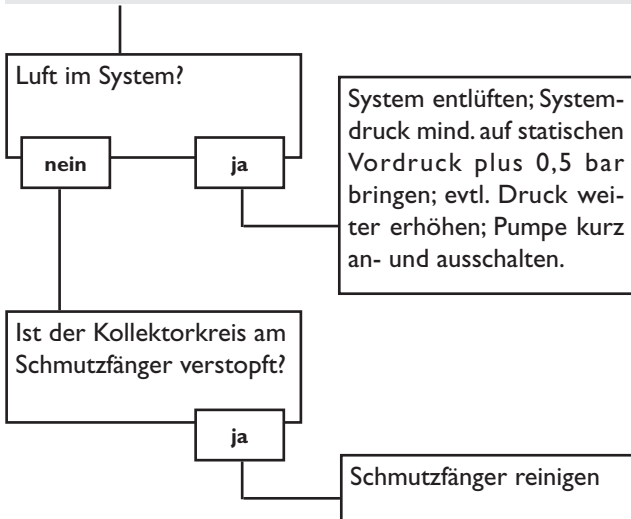 Luft im System?
nein
ja
System entlüften; System-
druck mind. auf statischen
Vordruck plus 0,5 bar
bringen; evtl. Druck wei-
ter erhöhen; Pumpe kurz
an- und ausschalten.
Ist der Kollektorkreis am
Schmutzfänger verstopft?
ja
Schmutzfänger reinigen